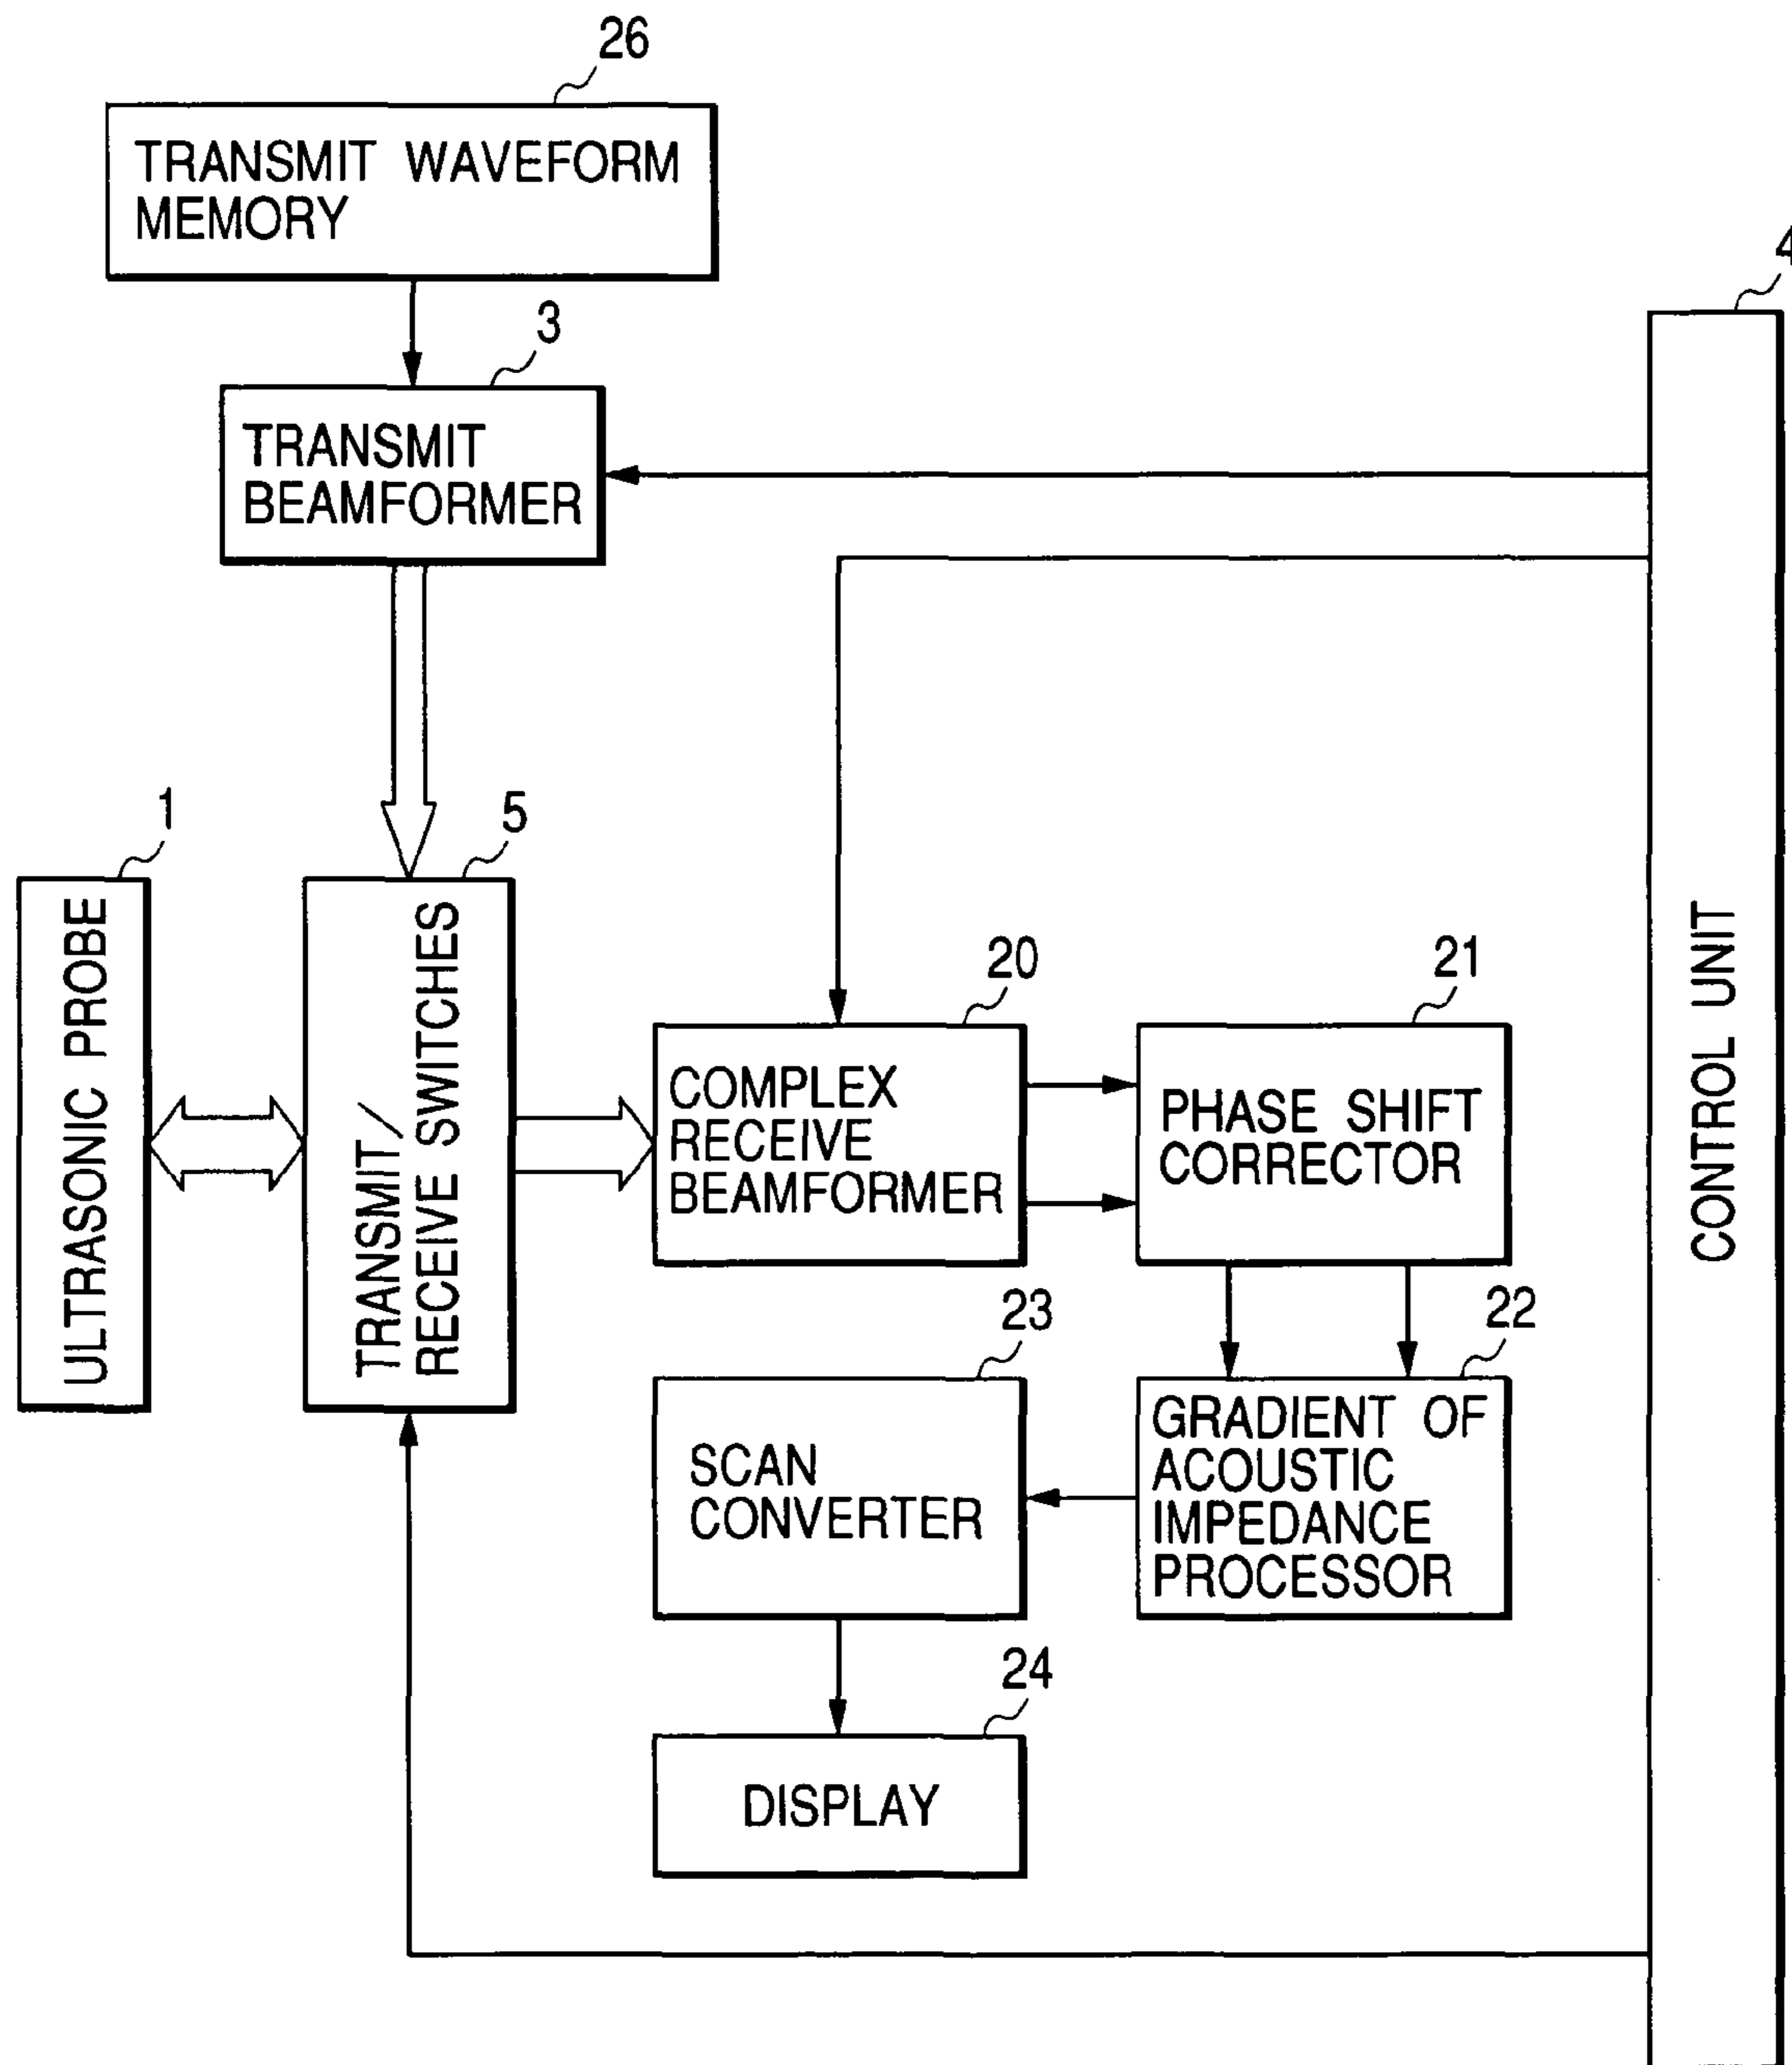 26
TRANSMIT WAVEFORM
MEMORY
4
3
TRANSMIT
BEAMFORMER
1
ULTRASONIC PROBE
5
TRANSMIT/
RECEIVE SWITCHES
20
COMPLEX
RECEIVE
BEAMFORMER
21
PHASE SHIFT
CORRECTOR
CONTROL UNIT
23
SCAN
CONVERTER
22
GRADIENT OF
ACOUSTIC
IMPEDANCE
PROCESSOR
24
DISPLAY